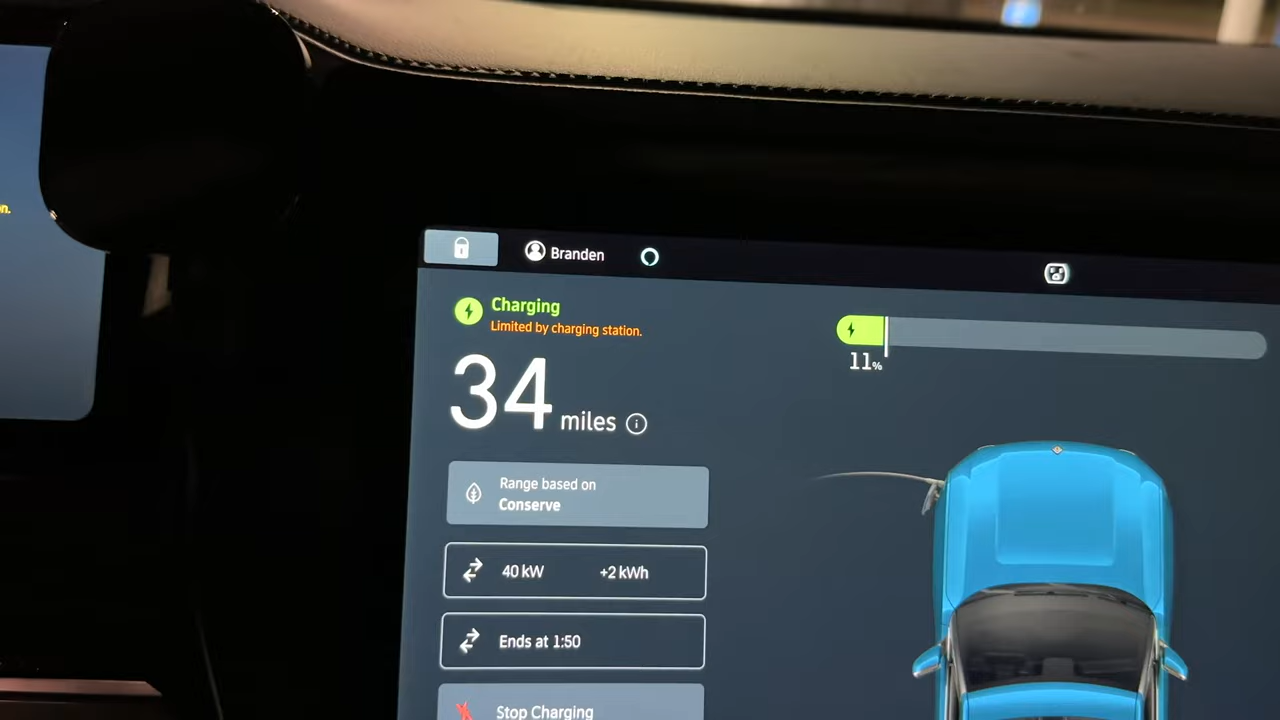 n.
Branden
Charging
Limited by charging station.
34 miles
11%
Range based on
Conserve
40 kW +2 kWh
Ends at 1:50
Stop Charging